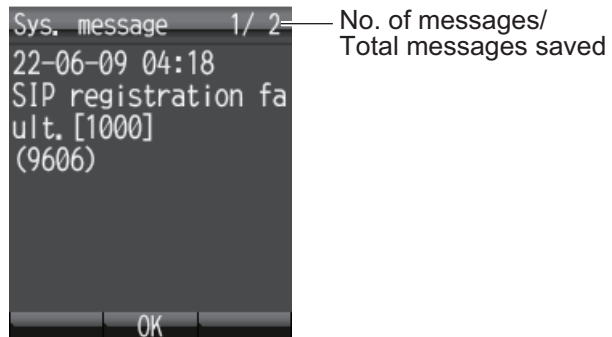 Sys. message 1/ 2
No. of messages/
Total messages saved
22-06-09 04:18
SIP registration fa
ult.[1000]
(9606)
OK